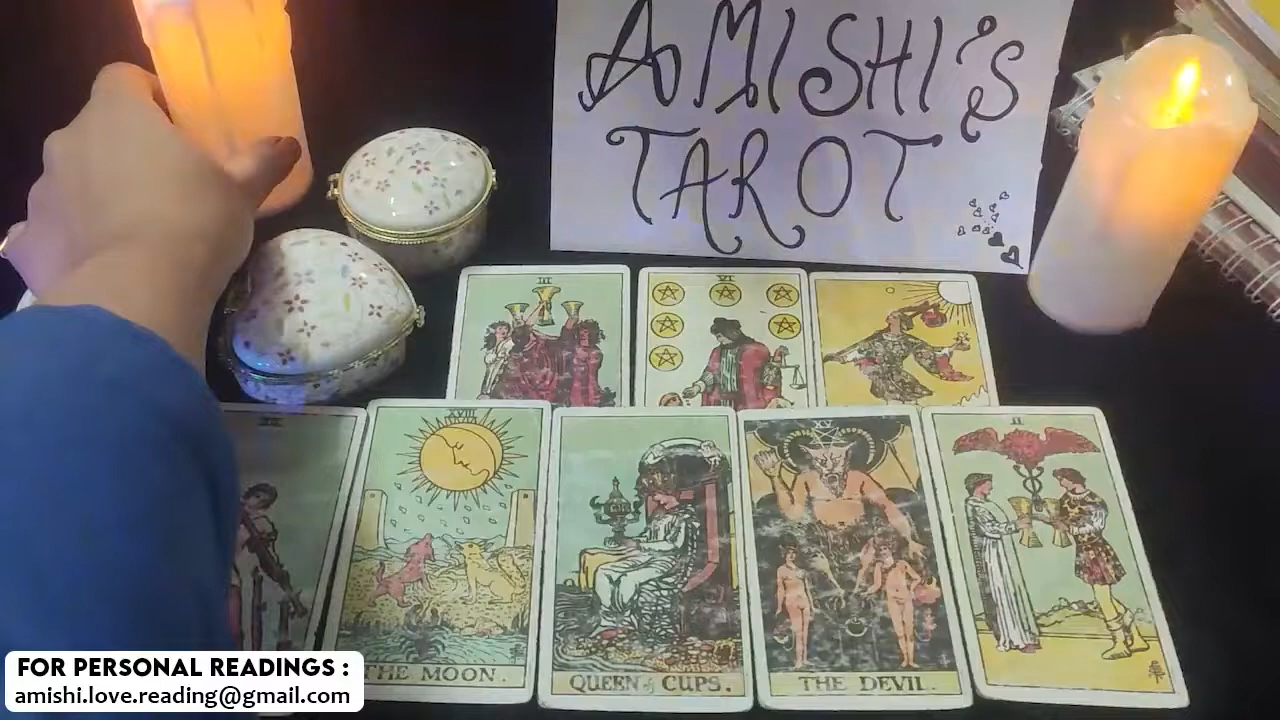 AMISHI'S
TAROT
III
VI
XVIII
XV
II
THE MOON.
QUEEN of CUPS.
THE DEVIL.
FOR PERSONAL READINGS :
amishi.love.reading@gmail.com